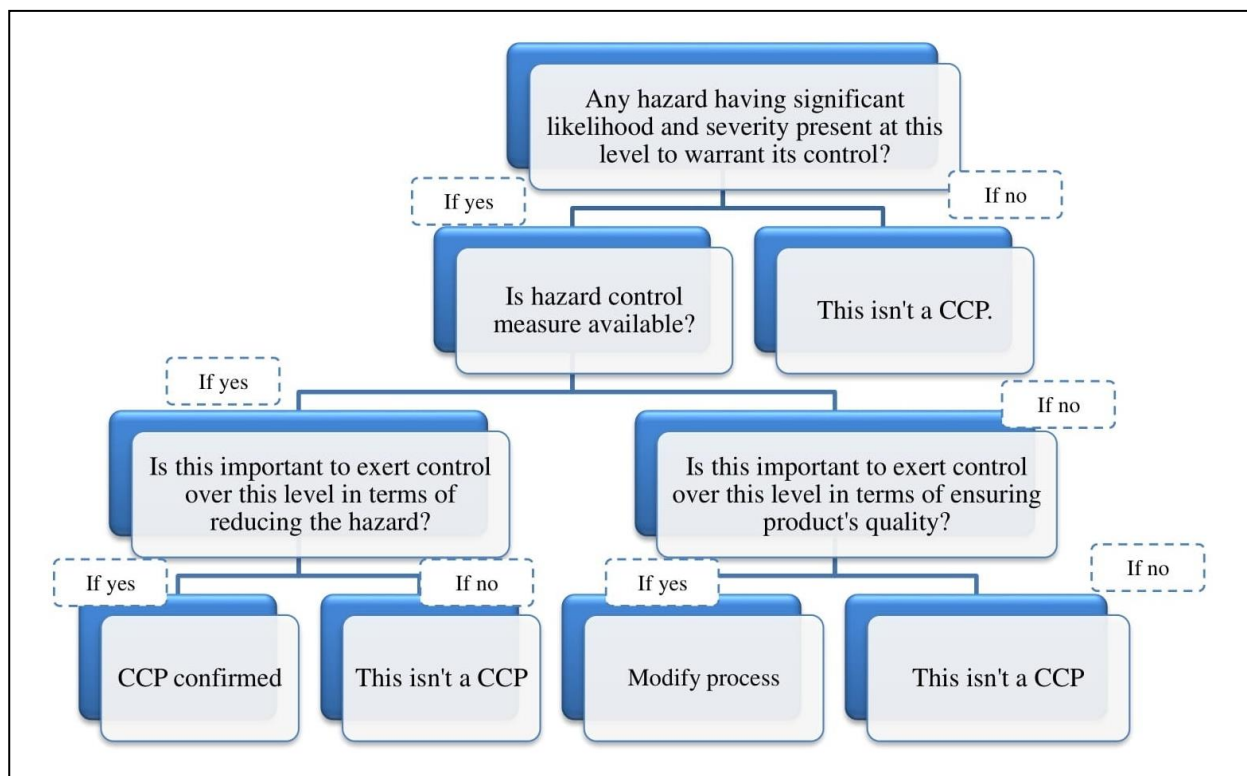 Any hazard having significant
likelihood and severity present at this
level to warrant its control?
If yes
If no
Is hazard control
measure available?
This isn't a CCP.
If yes
If no
Is this important to exert control
over this level in terms of
reducing the hazard?
Is this important to exert control
over this level in terms of ensuring
product's quality?
If yes
If no
If yes
If no
CCP confirmed
This isn't a CCP
Modify process
This isn't a CCP